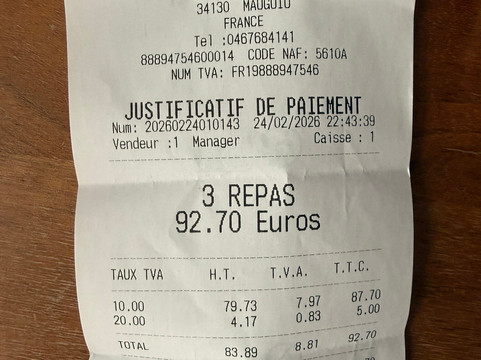 34130 MAUGUIO
FRANCE
Tel :0467684141
88894754600014 CODE NAF: 5610A
NUM TVA: FR19888947546
JUSTIFICATIF DE PAIEMENT
Num: 20260224010143 24/02/2026 22:43:39
Vendeur :1 Manager Caisse : 1
3 REPAS
92.70 Euros
TAUX TVA H.T. T.V.A. T.T.C.
10.00 79.73 7.97 87.70
20.00 4.17 0.83 5.00
TOTAL 83.89 8.81 92.70